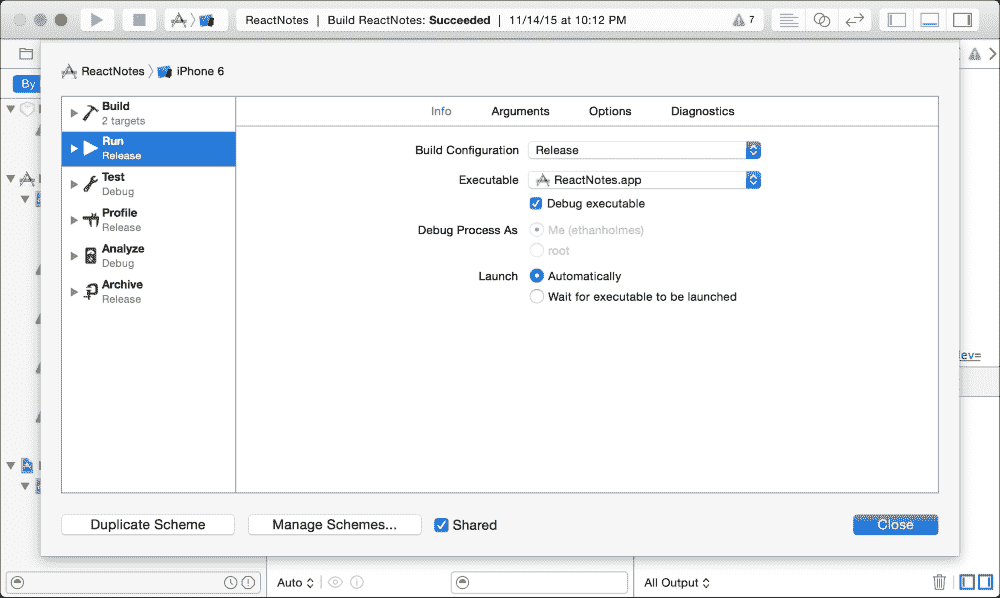 ReactNotes | Build ReactNotes: Succeeded | 11/14/15 at 10:12 PM 7
ReactNotes iPhone 6
By
Build
2 targets
Run
Release
Test
Debug
Profile
Release
Analyze
Debug
Archive
Release
Info Arguments Options Diagnostics
Build Configuration Release
Executable ReactNotes.app
Debug executable
Debug Process As Me (ethanholmes)
root
Launch Automatically
Wait for executable to be launched
Duplicate Scheme Manage Schemes... Shared Close
Auto All Output